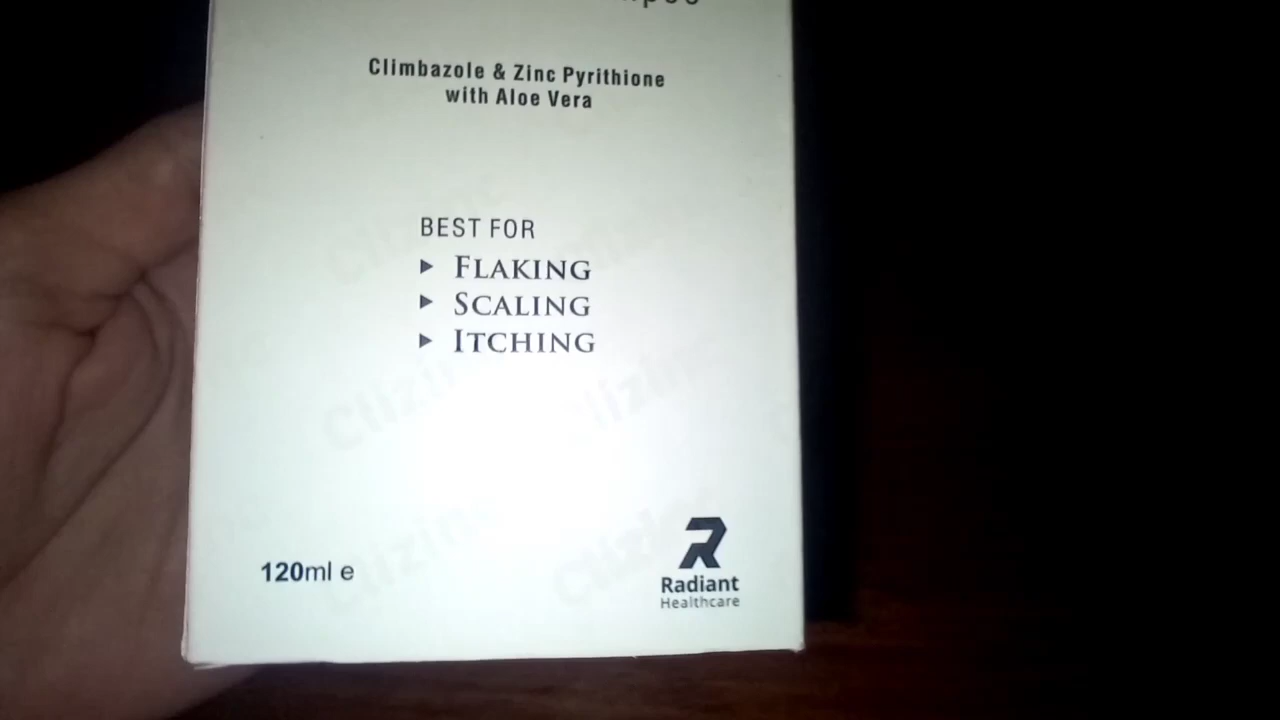 Climbazole & Zinc Pyrithione
with Aloe Vera
BEST FOR
▸ FLAKING
▸ SCALING
▸ ITCHING
120ml e
Radiant
Healthcare